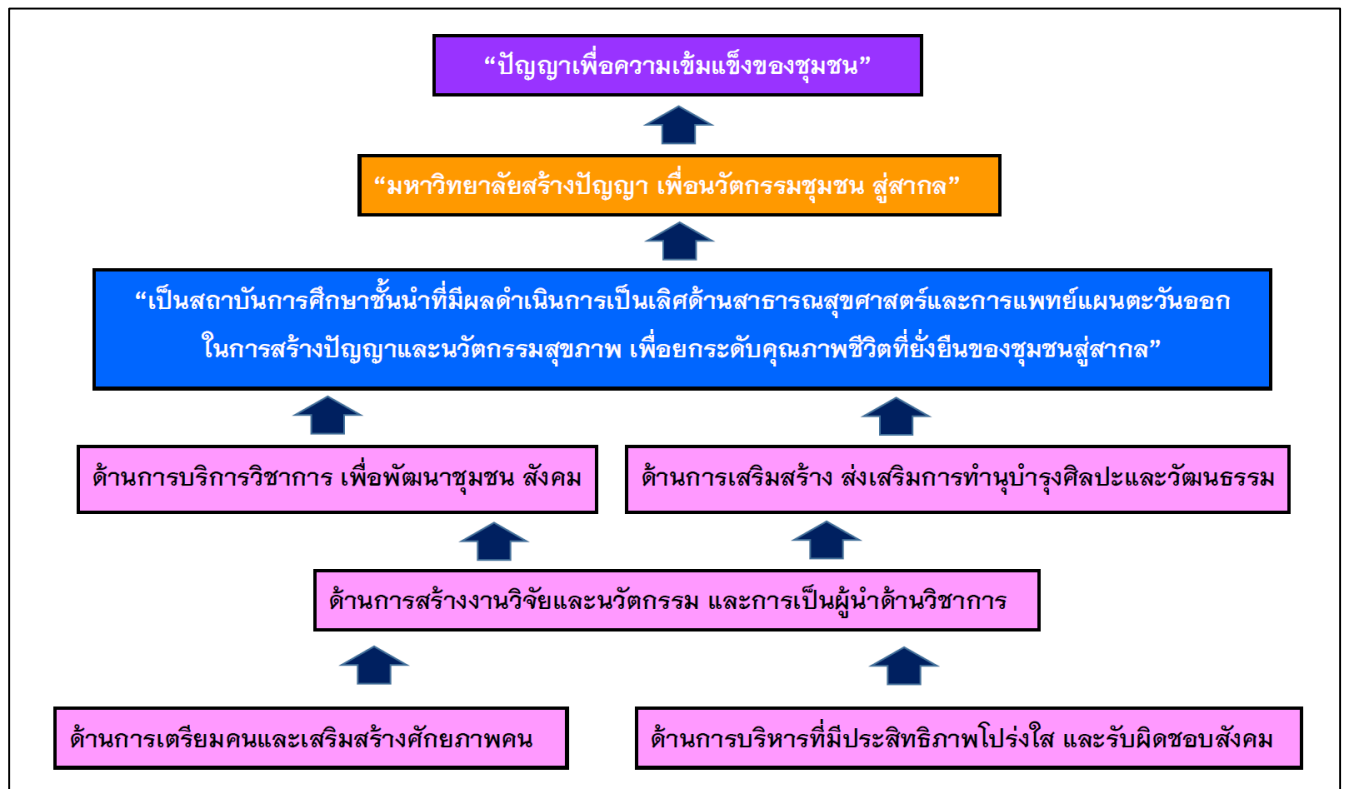 “ปัญญาเพื่อความเข้มแข็งของชุมชน”
“มหาวิทยาลัยสร้างปัญญา เพื่อนวัตกรรมชุมชน สู่สากล”
“เป็นสถาบันการศึกษาชั้นนำที่มีผลดำเนินการเป็นเลิศด้านสาธารณสุขศาสตร์และการแพทย์แผนตะวันออก
ในการสร้างปัญญาและนวัตกรรมสุขภาพ เพื่อยกระดับคุณภาพชีวิตที่ยั่งยืนของชุมชนสู่สากล”
ด้านการบริการวิชาการ เพื่อพัฒนาชุมชน สังคม
ด้านการเสริมสร้าง ส่งเสริมการทำนุบำรุงศิลปะและวัฒนธรรม
ด้านการสร้างงานวิจัยและนวัตกรรม และการเป็นผู้นำด้านวิชาการ
ด้านการเตรียมคนและเสริมสร้างศักยภาพคน
ด้านการบริหารที่มีประสิทธิภาพโปร่งใส และรับผิดชอบสังคม